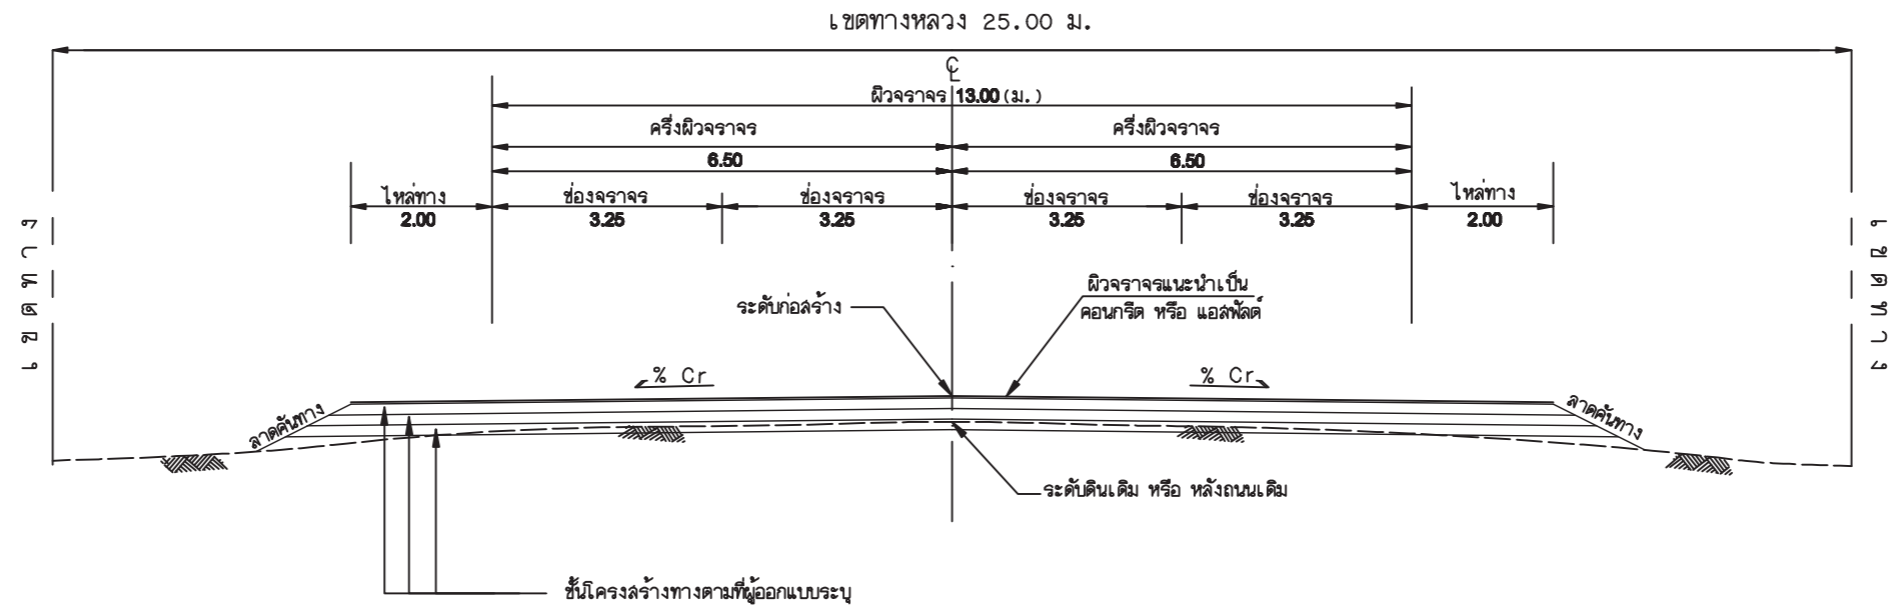 เขตทางหลวง 25.00 ม.
℄
ผิวจราจร 13.00 (ม.)
ครึ่งผิวจราจร ครึ่งผิวจราจร
6.50 6.50
ไหล่ทาง ช่องจราจร ช่องจราจร ช่องจราจร ช่องจราจร ไหล่ทาง
2.00 3.25 3.25 3.25 3.25 2.00
เขตทาง
เขตทาง
ผิวจราจรแนะนำเป็น
ระดับก่อสร้าง คอนกรีต หรือ แอสฟัลต์
% Cr % Cr
ลาดคันทาง ลาดคันทาง
ระดับดินเดิม หรือ หลังถนนเดิม
ชั้นโครงสร้างทางตามที่ผู้ออกแบบระบุ